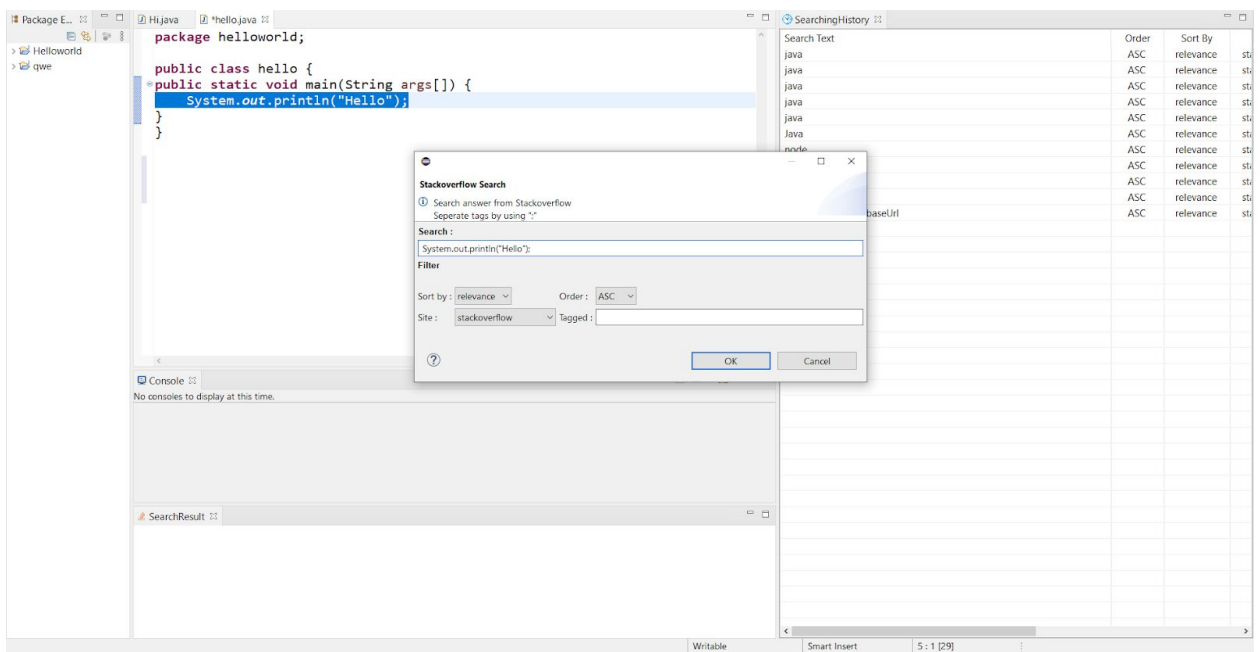 Package E...
Helloworld
qwe
Hi.java *hello.java
package helloworld;
public class hello {
public static void main(String args[]) {
System.out.println("Hello");
}
}
Stackoverflow Search
Search answer from Stackoverflow
Seperate tags by using ";"
Search :
System.out.println("Hello");
Filter
Sort by : relevance Order : ASC
Site : stackoverflow Tagged :
OK Cancel
Console
No consoles to display at this time.
SearchResult
SearchingHistory
Search Text Order Sort By
java ASC relevance
java ASC relevance
java ASC relevance
java ASC relevance
java ASC relevance
Java ASC relevance
node ASC relevance
ASC relevance
ASC relevance
ASC relevance
baseUrl ASC relevance
Writable Smart Insert 5 : 1 [29]